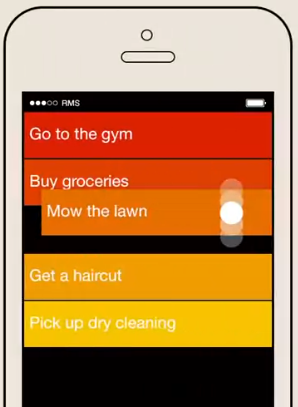 RMS
Go to the gym
Buy groceries
Mow the lawn
Get a haircut
Pick up dry cleaning